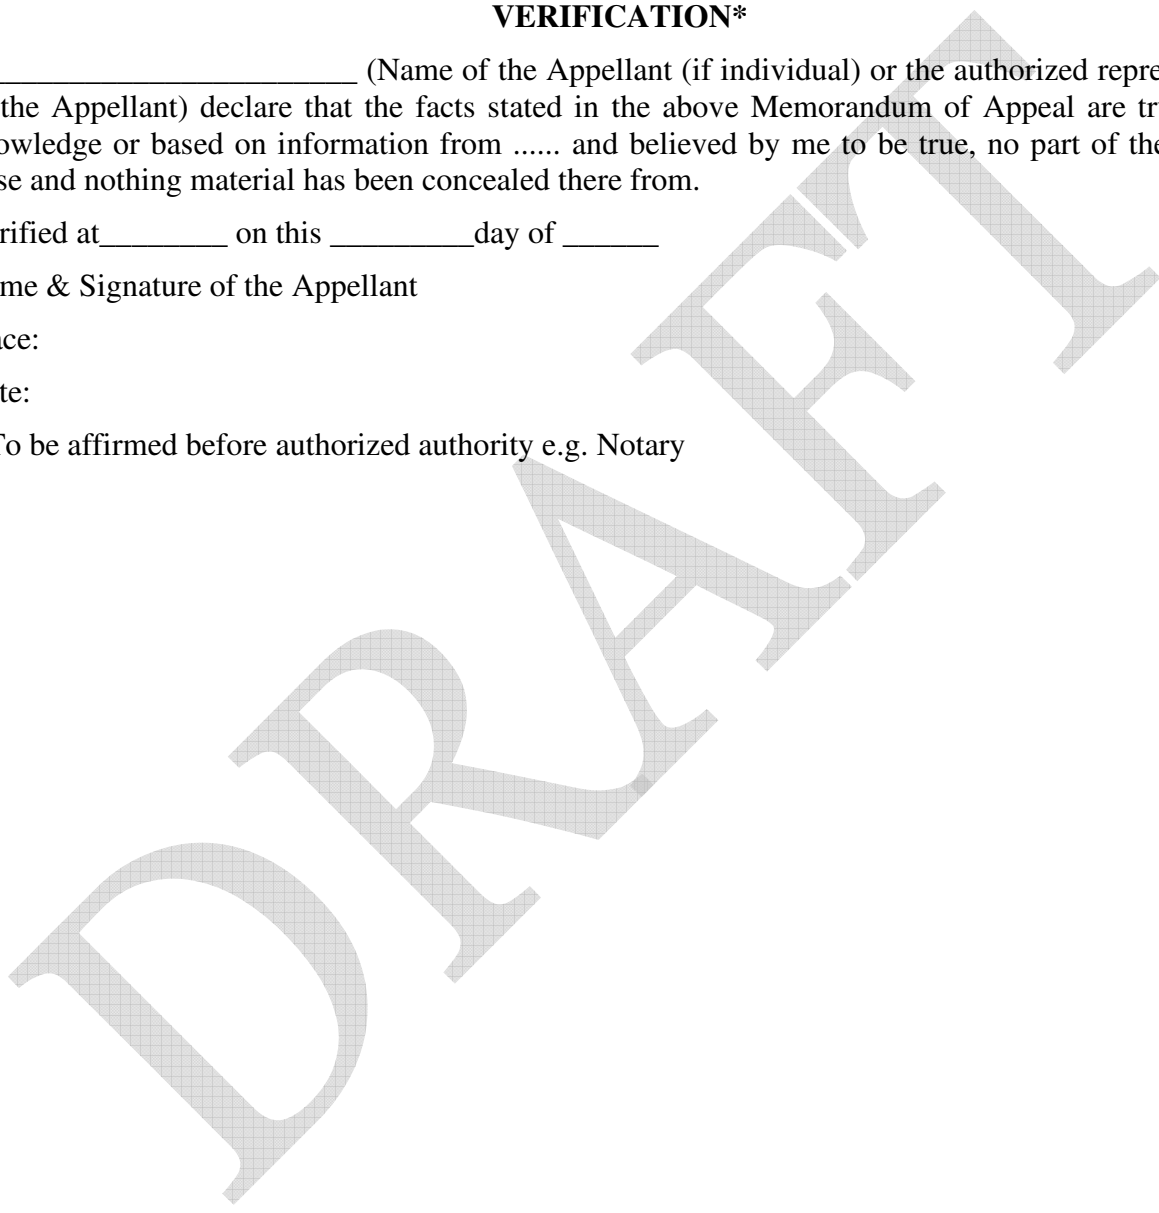 VERIFICATION*
______________________ (Name of the Appellant (if individual) or the authorized repre
the Appellant) declare that the facts stated in the above Memorandum of Appeal are tr
owledge or based on information from ...... and believed by me to be true, no part of the
se and nothing material has been concealed there from.
rified at________ on this _________day of ______
me & Signature of the Appellant
ce:
te:
To be affirmed before authorized authority e.g. Notary
DRAFT